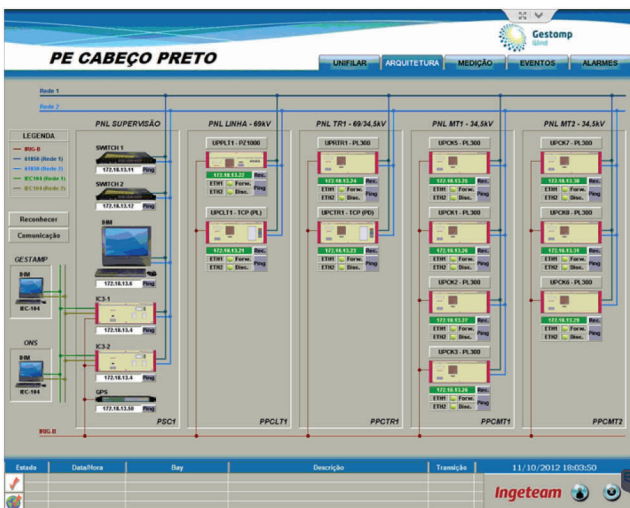 Gestamp
Wind
PE CABEÇO PRETO
UNIFILAR
ARQUITETURA
MEDIÇÃO
EVENTOS
ALARMES
Rede 1
Rede 2
PNL SUPERVISÃO
PNL LINHA - 69kV
PNL TR1 - 69/34,5kV
PNL MT1 - 34,5kV
PNL MT2 - 34,5kV
LEGENDA
IRIG-B
61850 (Rede 1)
61850 (Rede 2)
IEC104 (Rede 1)
IEC104 (Rede 2)
Reconhecer
Comunicação
GESTAMP
IHM
IEC-104
ONS
IHM
IEC-104
SWITCH 1
172.18.13.11 Ping
SWITCH 2
172.18.13.12 Ping
IHM
172.18.13.6 Ping
IC3-1
172.18.13.4 Ping
IC3-2
172.18.13.4 Ping
GPS
172.18.13.50 Ping
PSC1
UPPLT1 - PZ1000
172.18.13.22 Rec.
ETH1 Forw. Ping
ETH2 Disc.
UPCLT1 - TCP (PL)
172.18.13.21 Rec.
ETH1 Forw. Ping
ETH2 Disc.
PPCLT1
UPRTR1 - PL300
172.18.13.24 Rec.
ETH1 Forw. Ping
ETH2 Disc.
UPCTR1 - TCP (PD)
172.18.13.23 Rec.
ETH1 Forw. Ping
ETH2 Disc.
PPCTR1
UPCK5 - PL300
172.18.13.25 Rec.
ETH1 Forw. Ping
ETH2 Disc.
UPCK1 - PL300
172.18.13.26 Rec.
ETH1 Forw. Ping
ETH2 Disc.
UPCK2 - PL300
172.18.13.27 Rec.
ETH1 Forw. Ping
ETH2 Disc.
UPCK3 - PL300
172.18.13.28 Rec.
ETH1 Forw. Ping
ETH2 Disc.
PPCMT1
UPCK7 - PL300
172.18.13.30 Rec.
ETH1 Forw. Ping
ETH2 Disc.
UPCK8 - PL300
172.18.13.31 Rec.
ETH1 Forw. Ping
ETH2 Disc.
UPCK6 - PL300
172.18.13.29 Rec.
ETH1 Forw. Ping
ETH2 Disc.
PPCMT2
IRIG-B
Estado Data/Hora Bay Descrição Transição 11/10/2012 18:03:50
Ingeteam